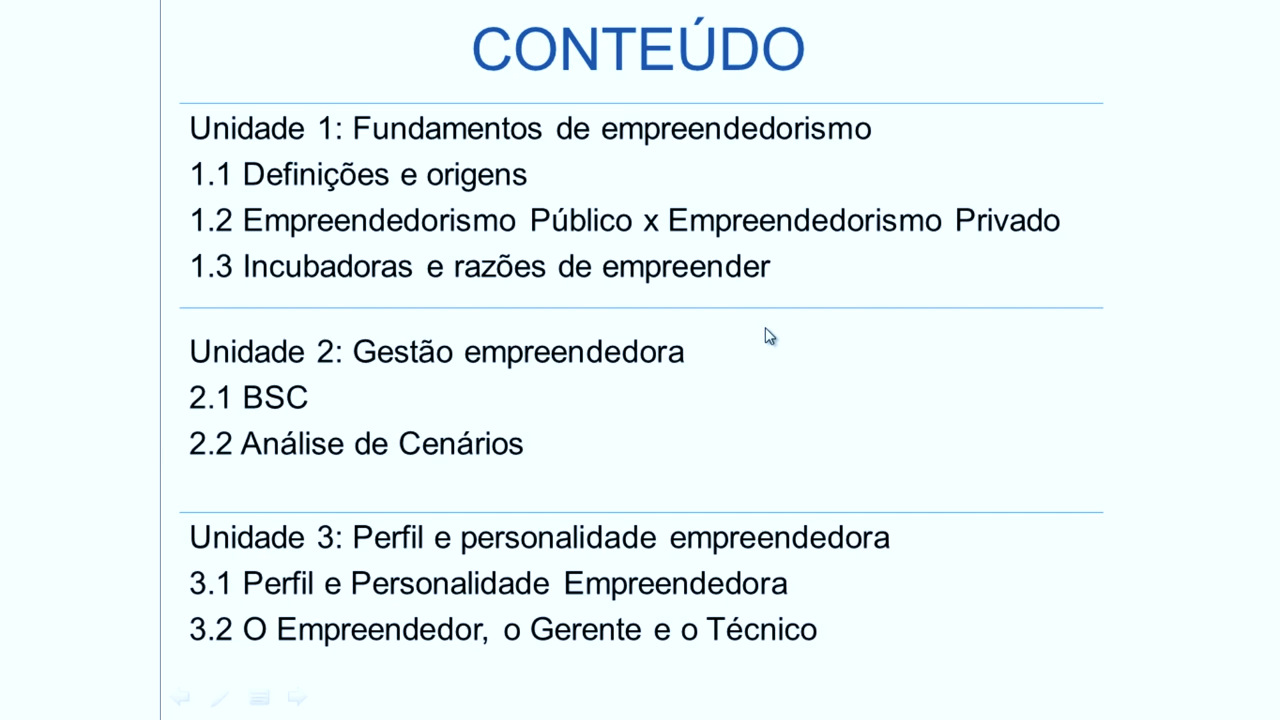 CONTEÚDO
Unidade 1: Fundamentos de empreendedorismo
1.1 Definições e origens
1.2 Empreendedorismo Público x Empreendedorismo Privado
1.3 Incubadoras e razões de empreender
Unidade 2: Gestão empreendedora
2.1 BSC
2.2 Análise de Cenários
Unidade 3: Perfil e personalidade empreendedora
3.1 Perfil e Personalidade Empreendedora
3.2 O Empreendedor, o Gerente e o Técnico